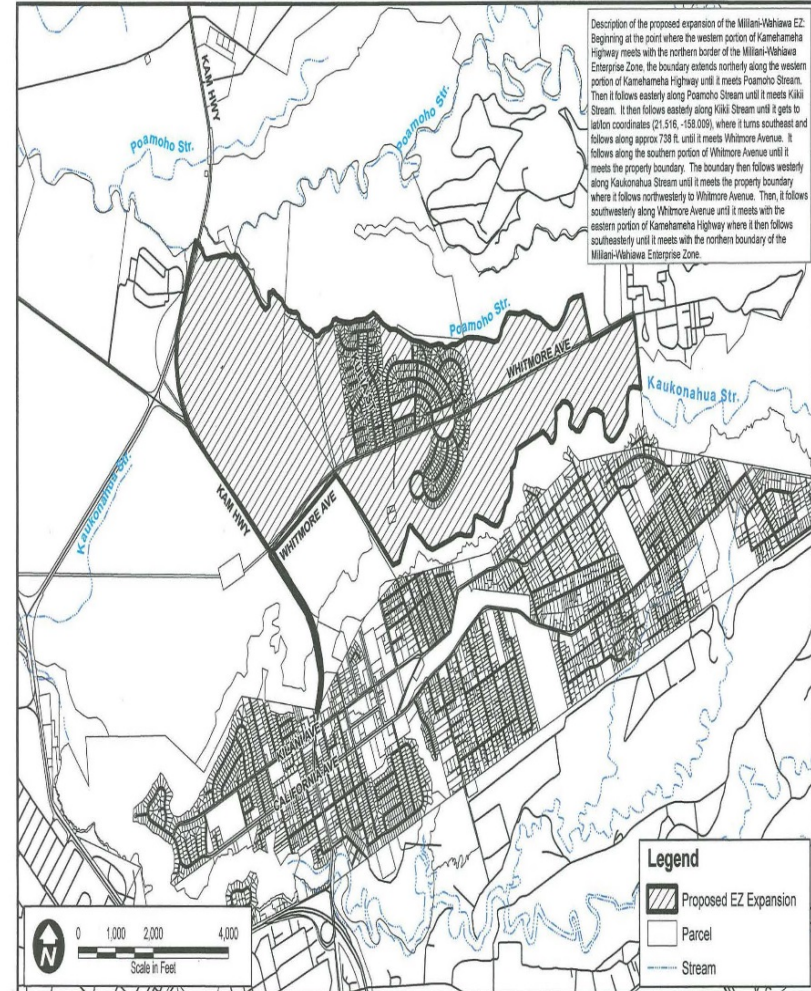 Description of the proposed expansion of the Mililani-Wahiawa EZ:
Beginning at the point where the western portion of Kamehameha
Highway meets with the northern border of the Mililani-Wahiawa
Enterprise Zone, the boundary extends northerly along the western
portion of Kamehameha Highway until it meets Poamoho Stream.
Then it follows easterly along Poamoho Stream until it meets Kiikii
Stream. It then follows easterly along Kiikii Stream until it gets to
lat/lon coordinates (21.516, -158.009), where it turns southeast and
follows along approx 738 ft. until it meets Whitmore Avenue. It
follows along the southern portion of Whitmore Avenue until it
meets the property boundary. The boundary then follows westerly
along Kaukonahua Stream until it meets the property boundary
where it follows northwesterly to Whitmore Avenue. Then, it follows
southwesterly along Whitmore Avenue until it meets with the
eastern portion of Kamehameha Highway where it then follows
southeasterly until it meets with the northern boundary of the
Mililani-Wahiawa Enterprise Zone.
KAM HWY
Poamoho Str.
Poamoho Str.
Poamoho Str.
WHITMORE AVE
Kaukonahua Str.
Kaukonahua Str.
KAM HWY
WHITMORE AVE
CALIFORNIA AVE
Legend
Proposed EZ Expansion
Parcel
Stream
N
0 1,000 2,000 4,000
Scale in Feet